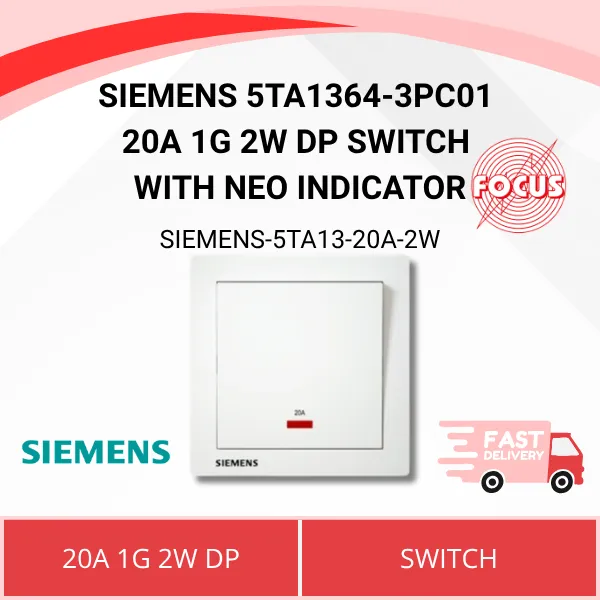 SIEMENS 5TA1364-3PC01
20A 1G 2W DP SWITCH
WITH NEO INDICATOR
FOCUS
SIEMENS-5TA13-20A-2W
20A
SIEMENS
SIEMENS
FAST
DELIVERY
20A 1G 2W DP
SWITCH